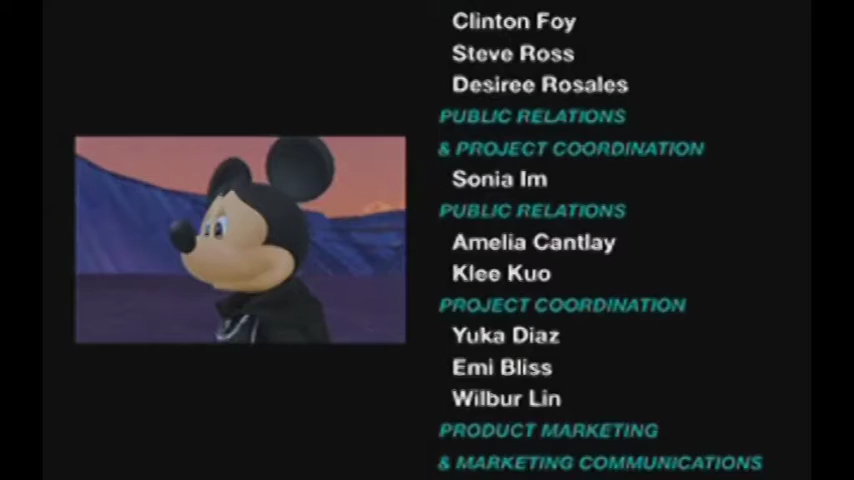 Clinton Foy
Steve Ross
Desiree Rosales
PUBLIC RELATIONS
& PROJECT COORDINATION
Sonia Im
PUBLIC RELATIONS
Amelia Cantlay
Klee Kuo
PROJECT COORDINATION
Yuka Diaz
Emi Bliss
Wilbur Lin
PRODUCT MARKETING
& MARKETING COMMUNICATIONS